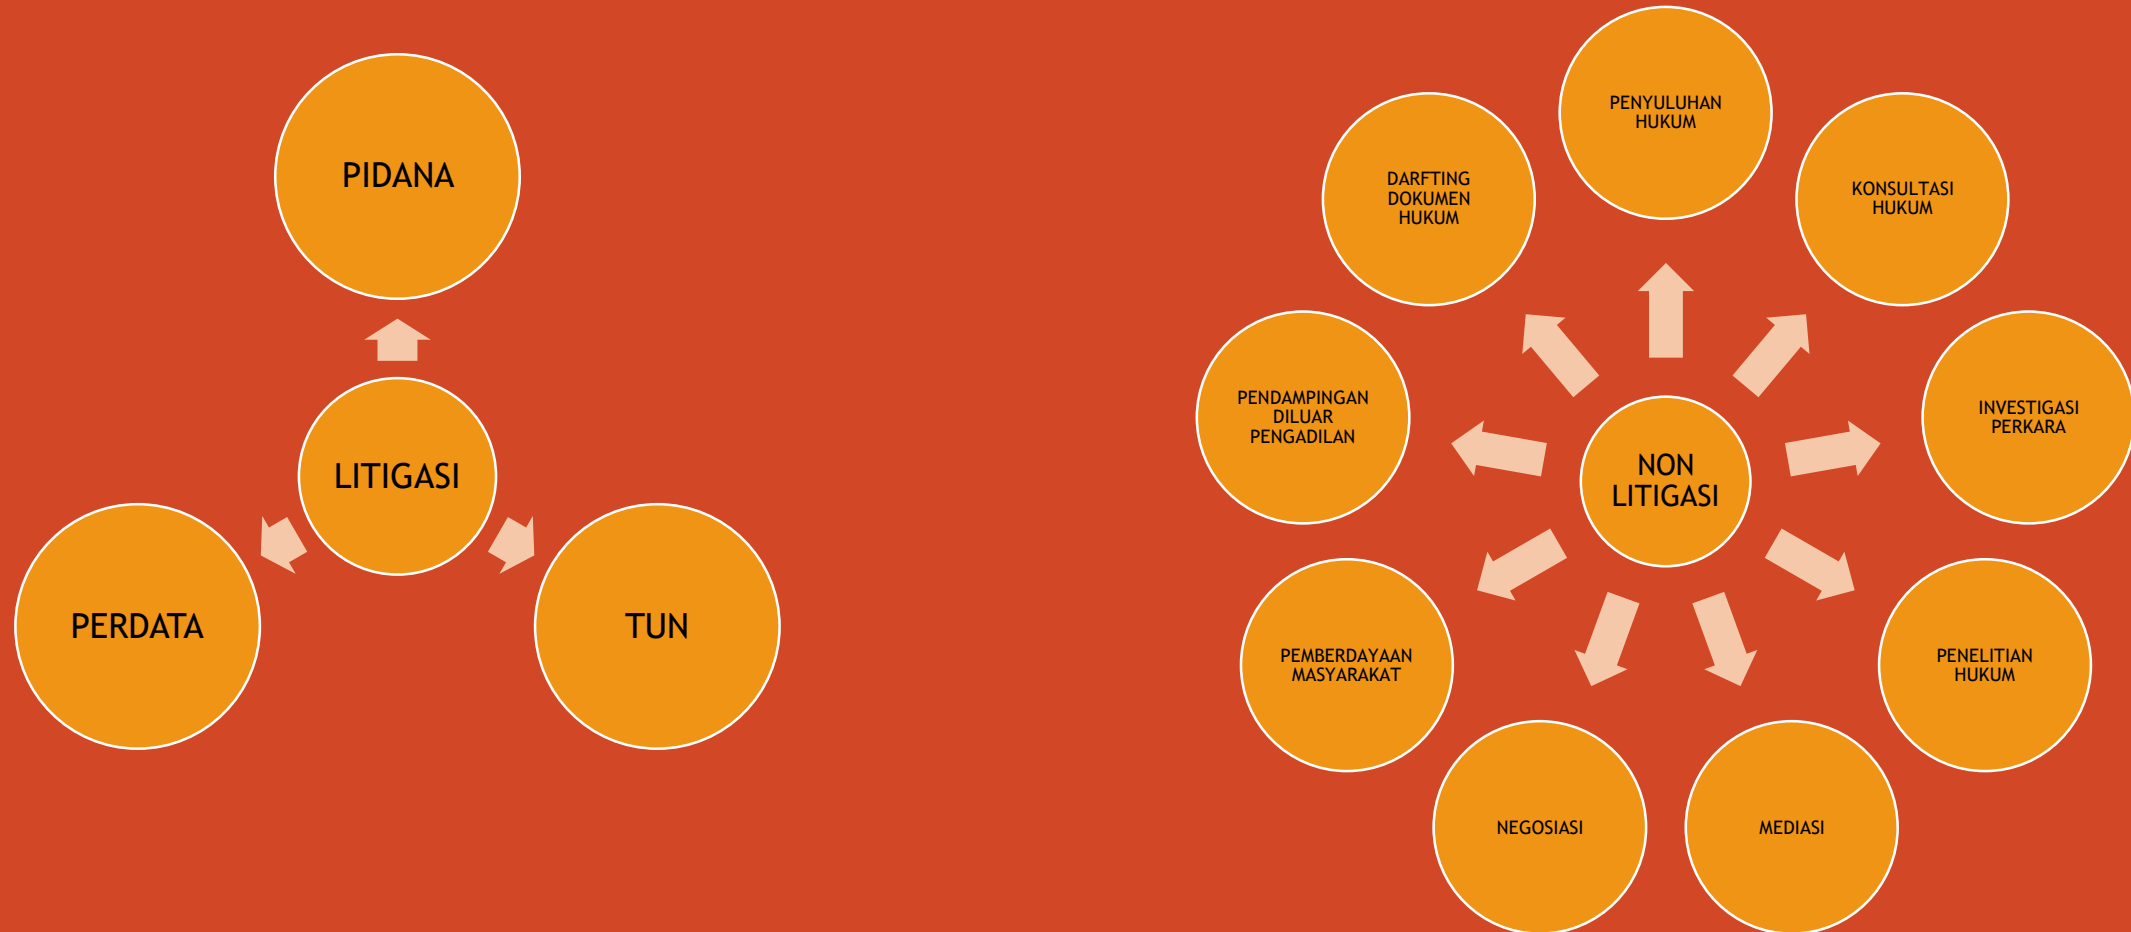 PIDANA
LITIGASI
PERDATA
TUN
PENYULUHAN
HUKUM
KONSULTASI
HUKUM
INVESTIGASI
PERKARA
PENELITIAN
HUKUM
MEDIASI
NEGOSIASI
PEMBERDAYAAN
MASYARAKAT
PENDAMPINGAN
DILUAR
PENGADILAN
DARFTING
DOKUMEN
HUKUM
NON
LITIGASI